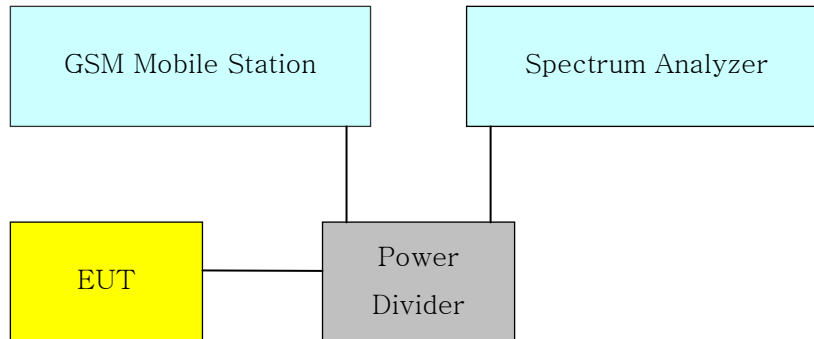 GSM Mobile Station
Spectrum Analyzer
EUT
Power
Divider